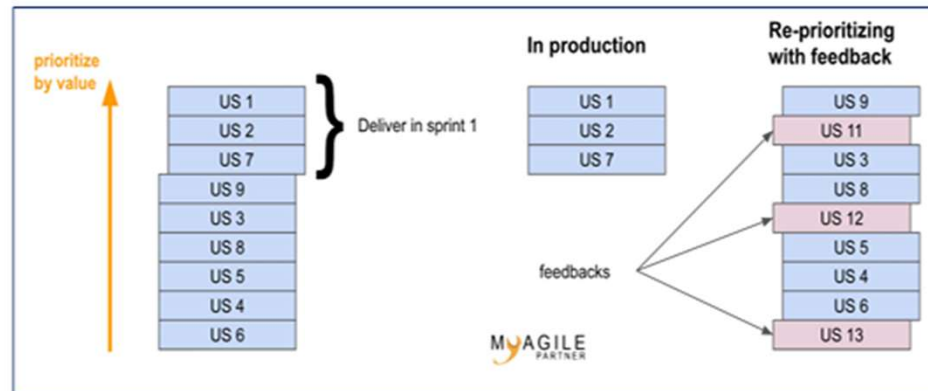 prioritize
by value
US 1
US 2
US 7
US 9
US 3
US 8
US 5
US 4
US 6
Deliver in sprint 1
In production
US 1
US 2
US 7
feedbacks
MyAGILE
PARTNER
Re-prioritizing
with feedback
US 9
US 11
US 3
US 8
US 12
US 5
US 4
US 6
US 13